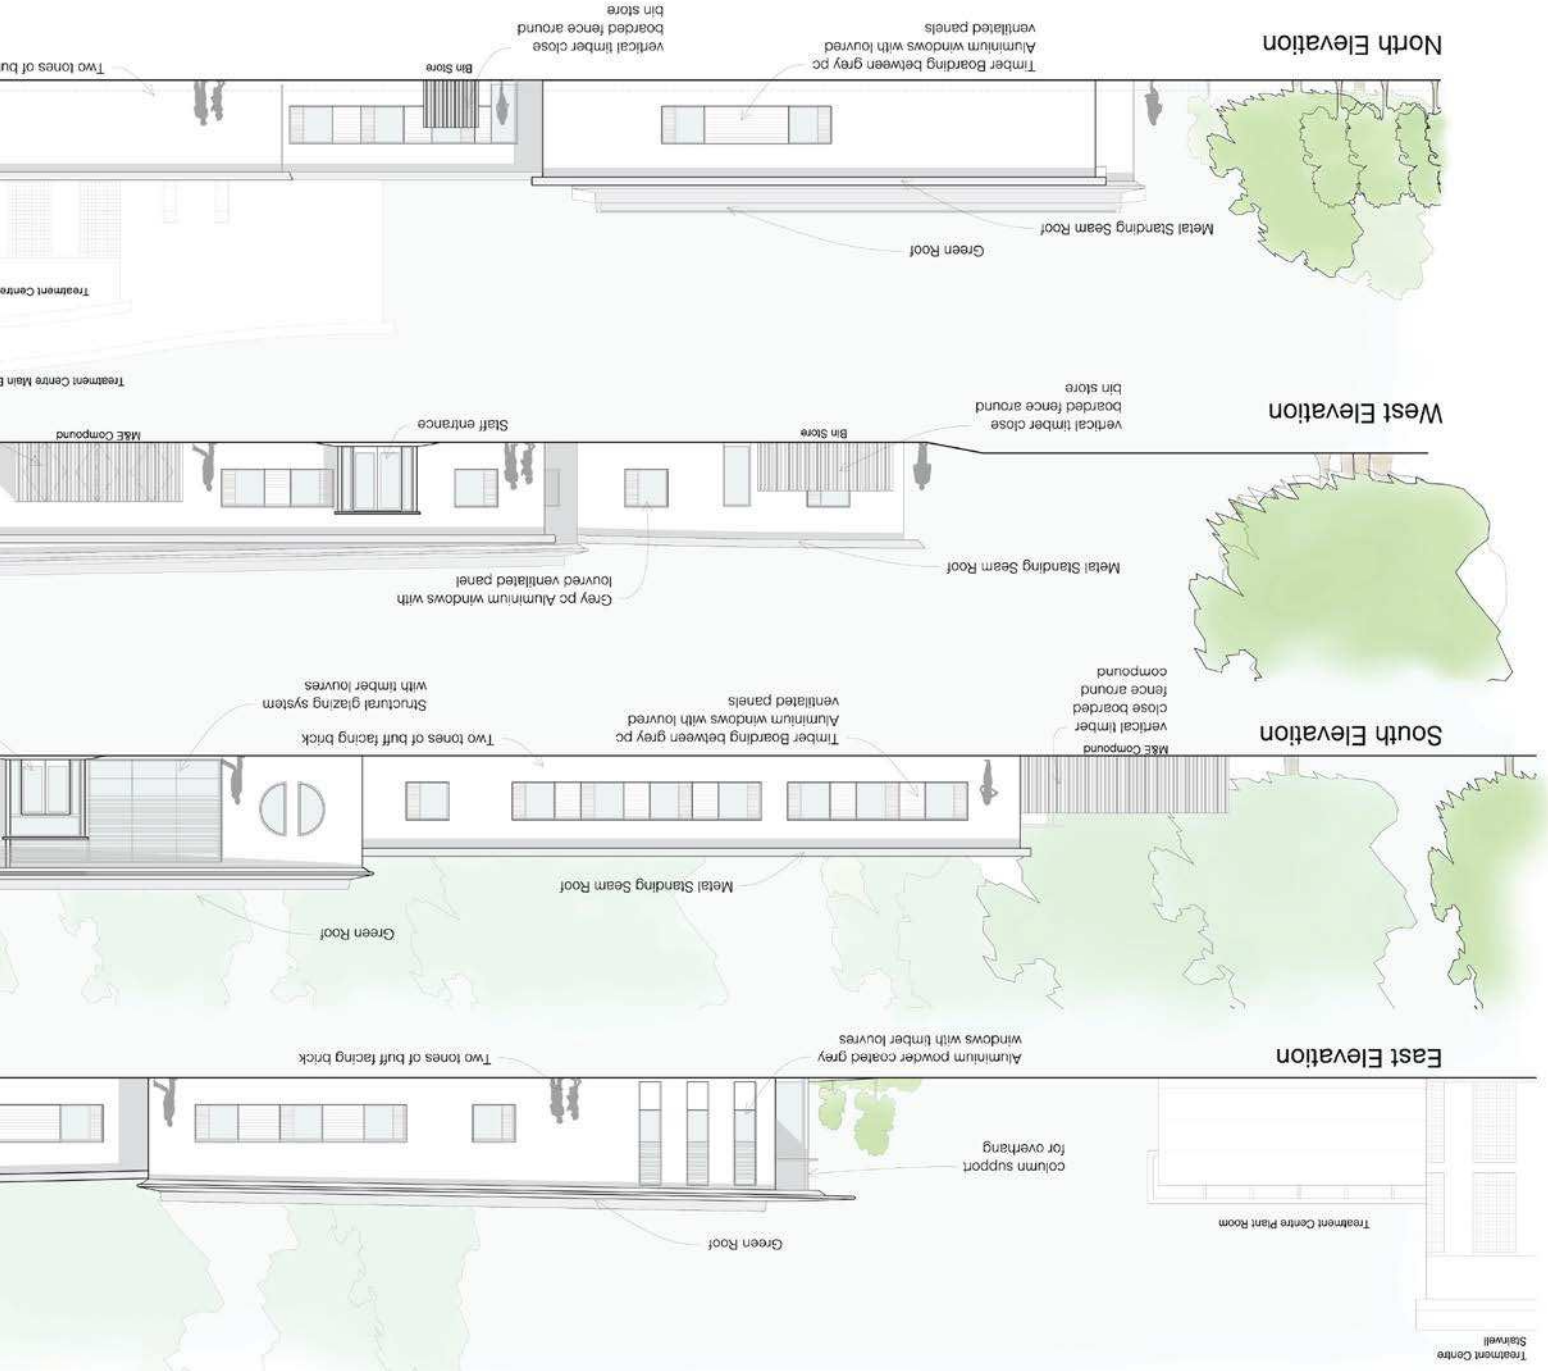 Treatment Centre
Stairwell
Green Roof
Treatment Centre Plant Room
column support
for overhang
East Elevation
Aluminium powder coated grey
windows with timber louvres
Two tones of buff facing brick
Green Roof
Metal Standing Seam Roof
South Elevation
M&E Compound
vertical timber
close boarded
fence around
compound
Timber Boarding between grey pc
Aluminium windows with louvred
ventilated panels
Two tones of buff facing brick
Structural glazing system
with timber louvres
Grey pc Aluminium windows with
louvred ventilated panel
Metal Standing Seam Roof
West Elevation
vertical timber close
boarded fence around
bin store
Bin Store
Staff entrance
M&E Compound
Treatment Centre Main
Treatment Centre
Green Roof
Metal Standing Seam Roof
North Elevation
Timber Boarding between grey pc
Aluminium windows with louvred
ventilated panels
vertical timber close
boarded fence around
bin store
Bin Store
Two tones of